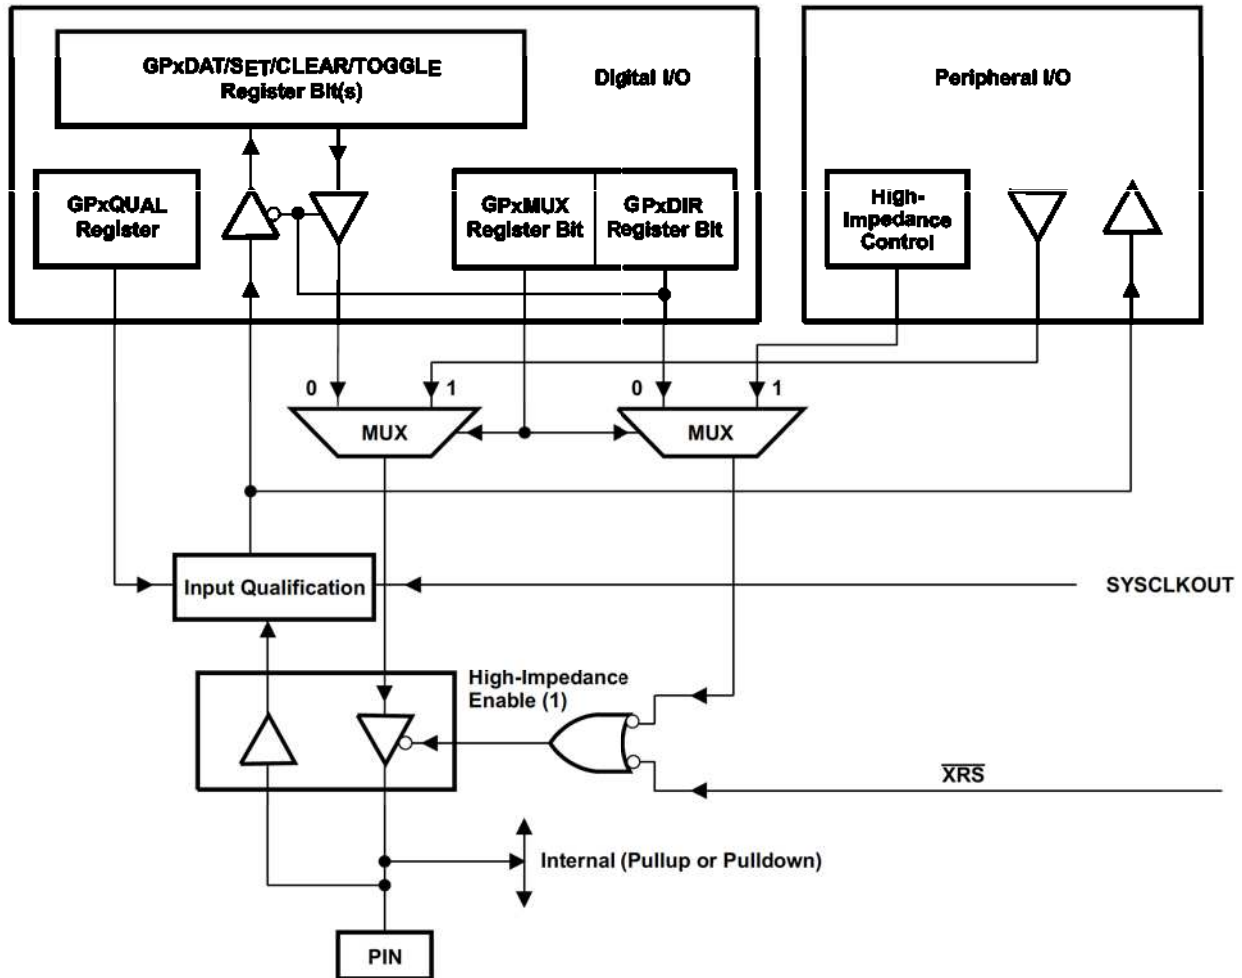 GPxDAT/SET/CLEAR/TOGGLE
Register Bit(s)
Digital I/O
Peripheral I/O
GPxQUAL
Register
GPxMUX
Register Bit
GPxDIR
Register Bit
High-
Impedance
Control
0
1
0
1
MUX
MUX
Input Qualification
SYSCLKOUT
High-Impedance
Enable (1)
XRS
Internal (Pullup or Pulldown)
PIN